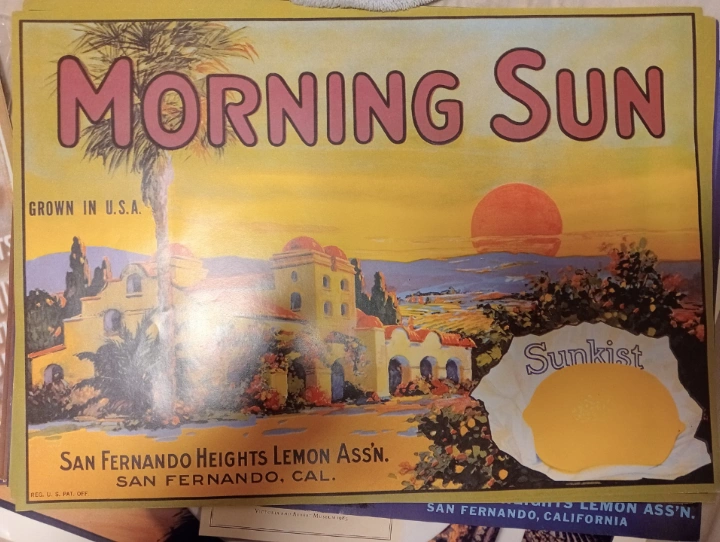 MORNING SUN
GROWN IN U.S.A.
Sunkist
SAN FERNANDO HEIGHTS LEMON ASS'N.
SAN FERNANDO, CAL.
REG. U. S. PAT. OFF
HEIGHTS LEMON ASS'N.
SAN FERNANDO, CALIFORNIA